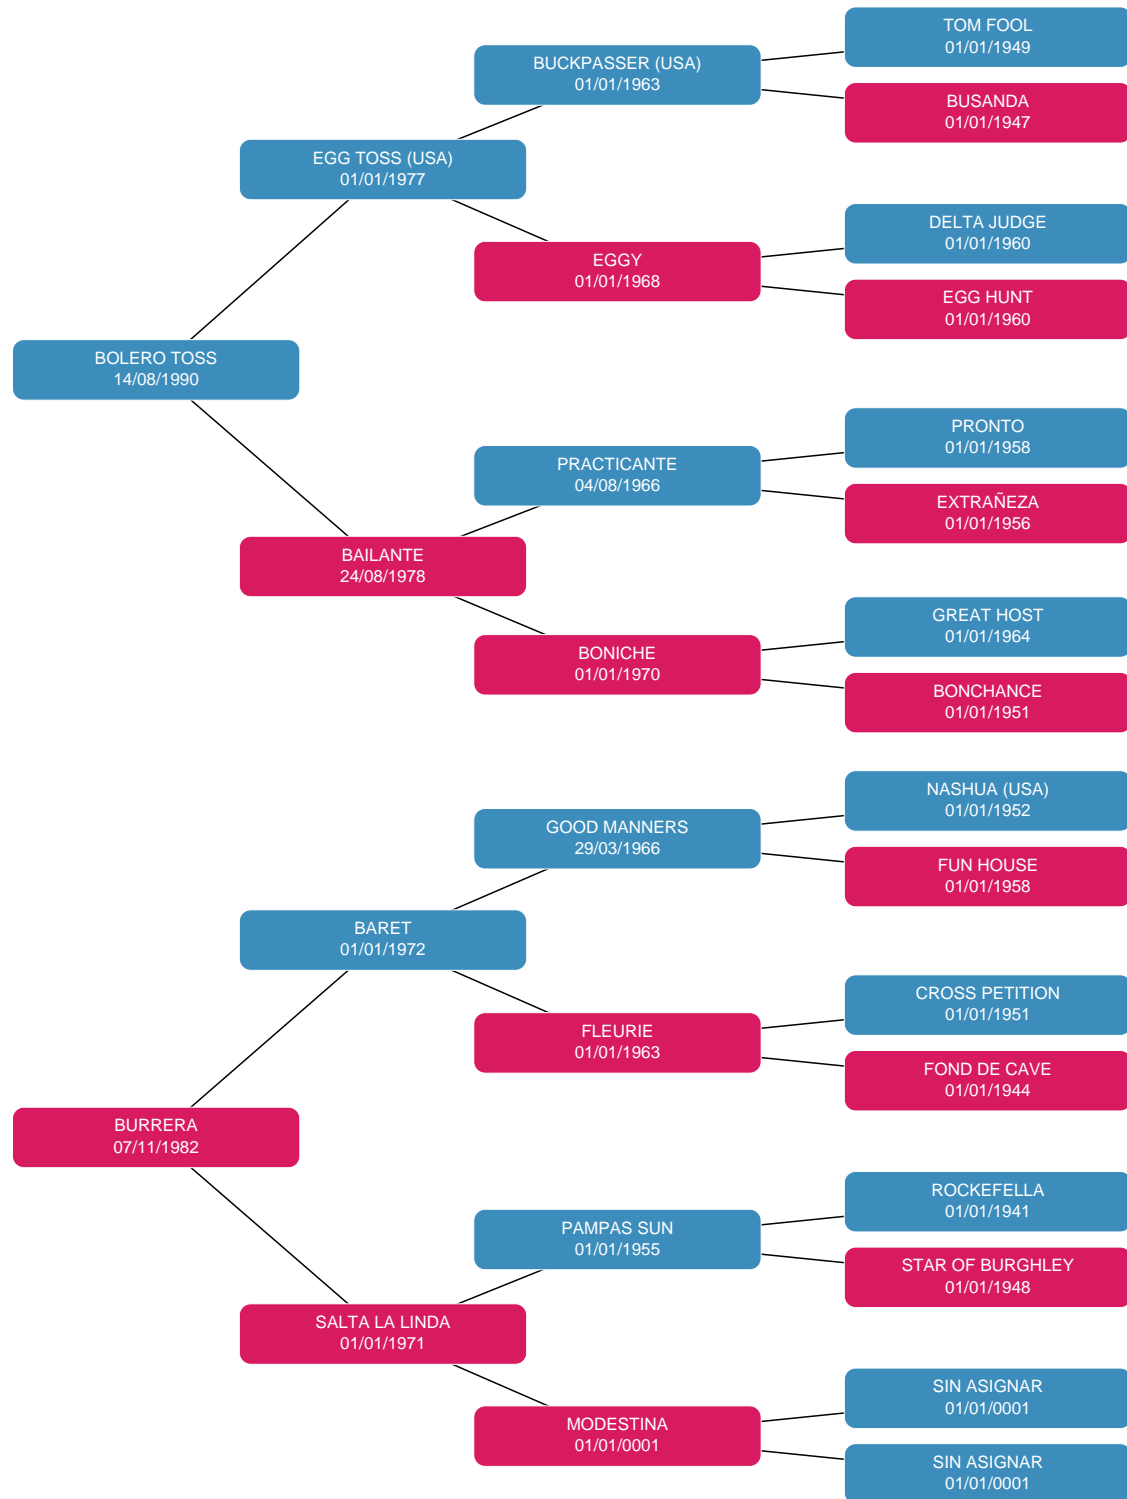 TOM FOOL
01/01/1949
BUCKPASSER (USA)
01/01/1963
BUSANDA
01/01/1947
EGG TOSS (USA)
01/01/1977
DELTA JUDGE
01/01/1960
EGGY
01/01/1968
EGG HUNT
01/01/1960
BOLERO TOSS
14/08/1990
PRONTO
01/01/1958
PRACTICANTE
04/08/1966
EXTRAÑEZA
01/01/1956
BAILANTE
24/08/1978
GREAT HOST
01/01/1964
BONICHE
01/01/1970
BONCHANCE
01/01/1951
NASHUA (USA)
01/01/1952
GOOD MANNERS
29/03/1966
FUN HOUSE
01/01/1958
BARET
01/01/1972
CROSS PETITION
01/01/1951
FLEURIE
01/01/1963
FOND DE CAVE
01/01/1944
BURRERA
07/11/1982
ROCKEFELLA
01/01/1941
PAMPAS SUN
01/01/1955
STAR OF BURGHLEY
01/01/1948
SALTA LA LINDA
01/01/1971
SIN ASIGNAR
01/01/0001
MODESTINA
01/01/0001
SIN ASIGNAR
01/01/0001